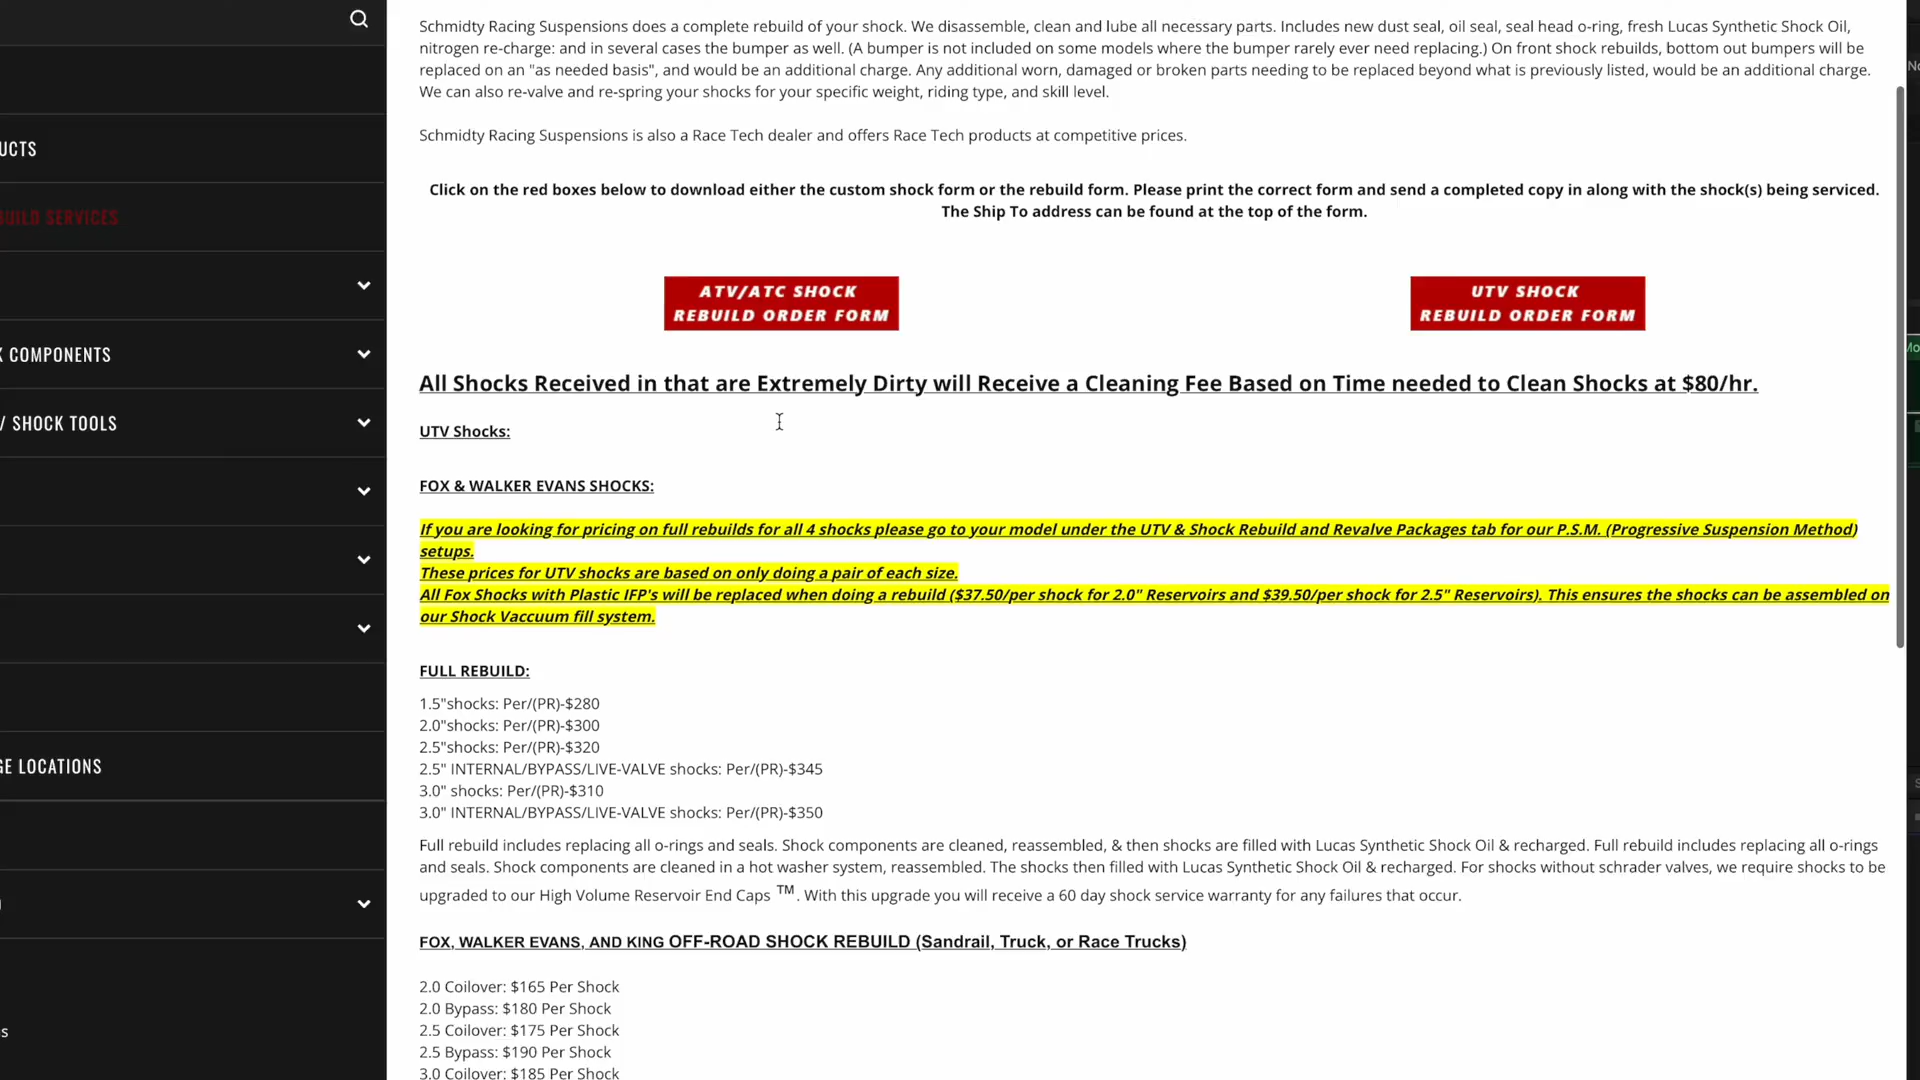 Schmidty Racing Suspensions does a complete rebuild of your shock. We disassemble, clean and lube all necessary parts. Includes new dust seal, oil seal, seal head o-ring, fresh Lucas Synthetic Shock Oil,
nitrogen re-charge: and in several cases the bumper as well. (A bumper is not included on some models where the bumper rarely ever need replacing.) On front shock rebuilds, bottom out bumpers will be
replaced on an "as needed basis", and would be an additional charge. Any additional worn, damaged or broken parts needing to be replaced beyond what is previously listed, would be an additional charge.
We can also re-valve and re-spring your shocks for your specific weight, riding type, and skill level.
Schmidty Racing Suspensions is also a Race Tech dealer and offers Race Tech products at competitive prices.
Click on the red boxes below to download either the custom shock form or the rebuild form. Please print the correct form and send a completed copy in along with the shock(s) being serviced.
The Ship To address can be found at the top of the form.
ATV/ATC SHOCK
REBUILD ORDER FORM
UTV SHOCK
REBUILD ORDER FORM
All Shocks Received in that are Extremely Dirty will Receive a Cleaning Fee Based on Time needed to Clean Shocks at $80/hr.
UTV Shocks:
FOX & WALKER EVANS SHOCKS:
If you are looking for pricing on full rebuilds for all 4 shocks please go to your model under the UTV & Shock Rebuild and Revalve Packages tab for our P.S.M. (Progressive Suspension Method)
setups.
These prices for UTV shocks are based on only doing a pair of each size.
All Fox Shocks with Plastic IFP's will be replaced when doing a rebuild ($37.50/per shock for 2.0" Reservoirs and $39.50/per shock for 2.5" Reservoirs). This ensures the shocks can be assembled on
our Shock Vaccuum fill system.
FULL REBUILD:
1.5"shocks: Per/(PR)-$280
2.0"shocks: Per/(PR)-$300
2.5"shocks: Per/(PR)-$320
2.5" INTERNAL/BYPASS/LIVE-VALVE shocks: Per/(PR)-$345
3.0" shocks: Per/(PR)-$310
3.0" INTERNAL/BYPASS/LIVE-VALVE shocks: Per/(PR)-$350
Full rebuild includes replacing all o-rings and seals. Shock components are cleaned, reassembled, & then shocks are filled with Lucas Synthetic Shock Oil & recharged. Full rebuild includes replacing all o-rings
and seals. Shock components are cleaned in a hot washer system, reassembled. The shocks then filled with Lucas Synthetic Shock Oil & recharged. For shocks without schrader valves, we require shocks to be
upgraded to our High Volume Reservoir End Caps ™. With this upgrade you will receive a 60 day shock service warranty for any failures that occur.
FOX, WALKER EVANS, AND KING OFF-ROAD SHOCK REBUILD (Sandrail, Truck, or Race Trucks)
2.0 Coilover: $165 Per Shock
2.0 Bypass: $180 Per Shock
2.5 Coilover: $175 Per Shock
2.5 Bypass: $190 Per Shock
3.0 Coilover: $185 Per Shock
UCTS
BUILD SERVICES
K COMPONENTS
/ SHOCK TOOLS
GE LOCATIONS
s